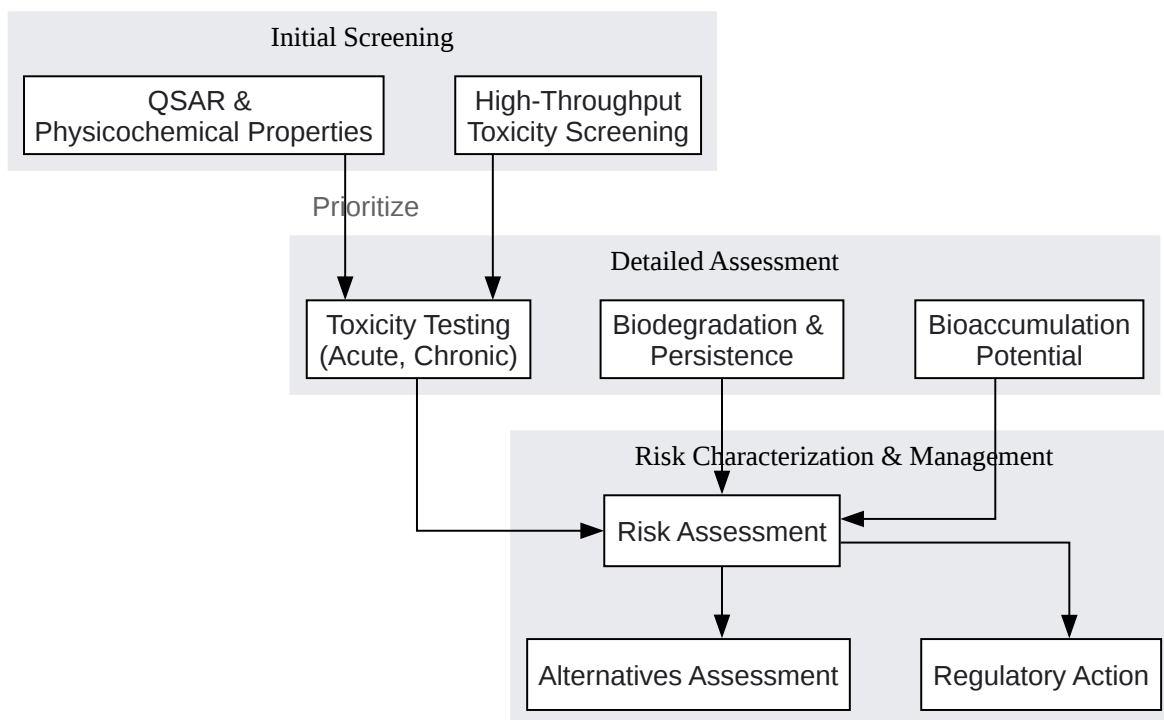 Initial Screening
QSAR &
Physicochemical Properties
High-Throughput
Toxicity Screening
Prioritize
Detailed Assessment
Toxicity Testing
(Acute, Chronic)
Biodegradation &
Persistence
Bioaccumulation
Potential
Risk Characterization & Management
Risk Assessment
Alternatives Assessment
Regulatory Action